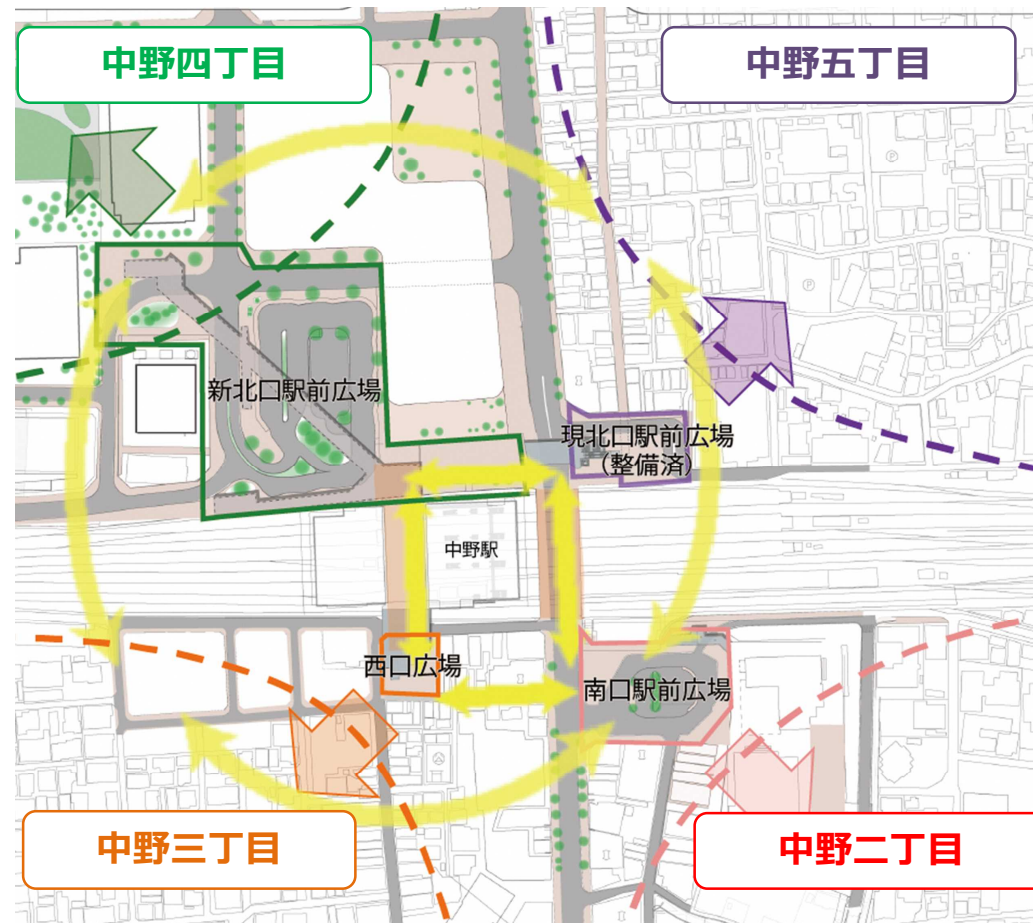 中野四丁目
中野五丁目
新北口駅前広場
現北口駅前広場
（整備済）
中野駅
西口広場
南口駅前広場
中野三丁目
中野二丁目